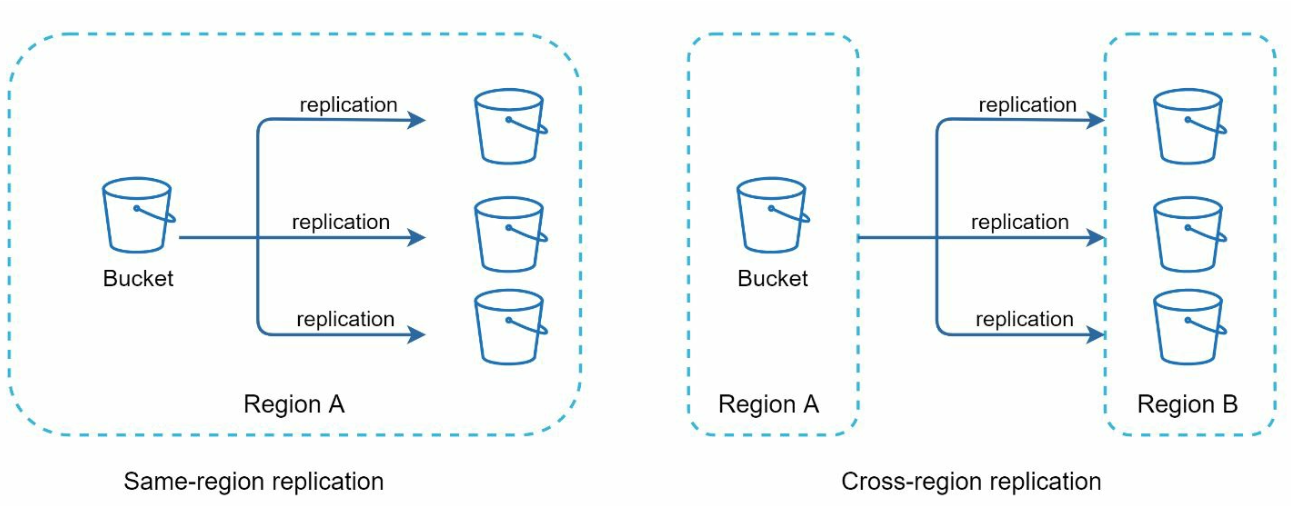 replication
replication
Bucket
replication
Region A
Same-region replication
replication
replication
Bucket
replication
Region A
Region B
Cross-region replication